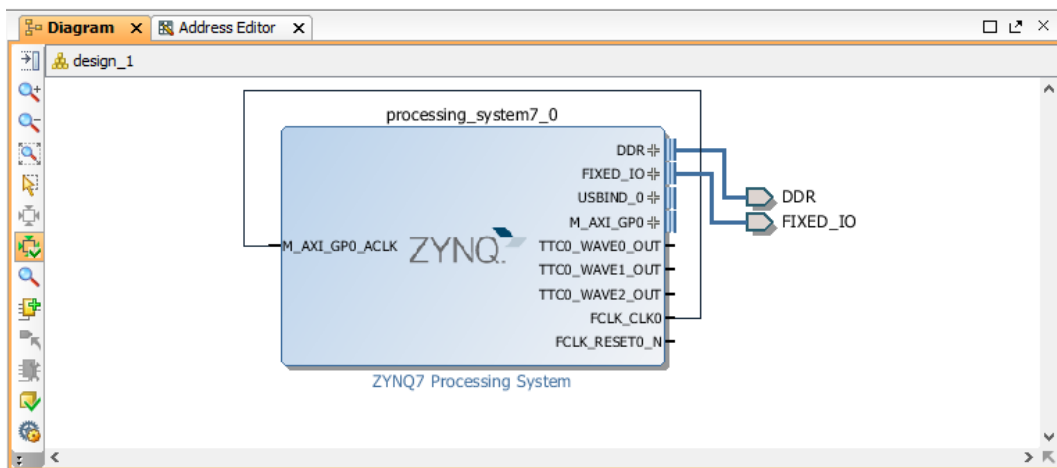 Diagram
Address Editor
design_1
processing_system7_0
DDR
FIXED_IO
USBIND_0
M_AXI_GP0
M_AXI_GP0_ACLK
ZYNQ
TTC0_WAVE0_OUT
TTC0_WAVE1_OUT
TTC0_WAVE2_OUT
FCLK_CLK0
FCLK_RESET0_N
DDR
FIXED_IO
ZYNQ7 Processing System